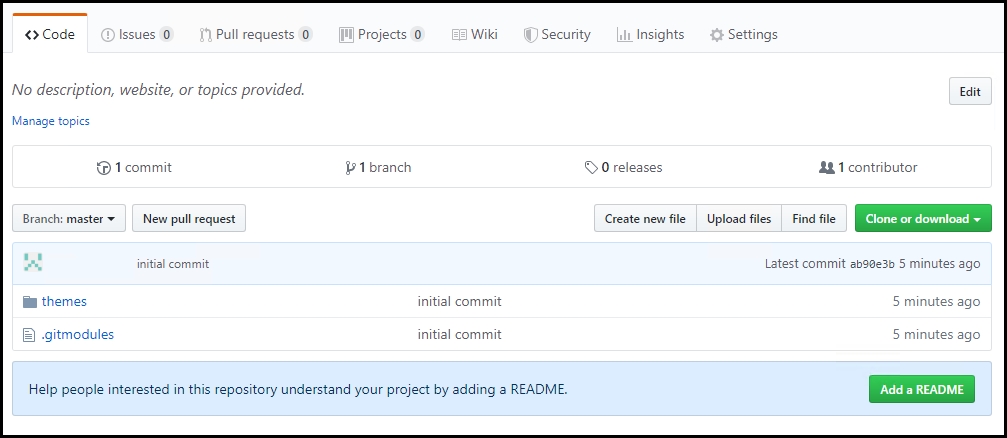 Code Issues 0 Pull requests 0 Projects 0 Wiki Security Insights Settings
No description, website, or topics provided. Edit
Manage topics
1 commit 1 branch 0 releases 1 contributor
Branch: master New pull request Create new file Upload files Find file Clone or download
initial commit Latest commit ab90e3b 5 minutes ago
themes initial commit 5 minutes ago
.gitmodules initial commit 5 minutes ago
Help people interested in this repository understand your project by adding a README. Add a README